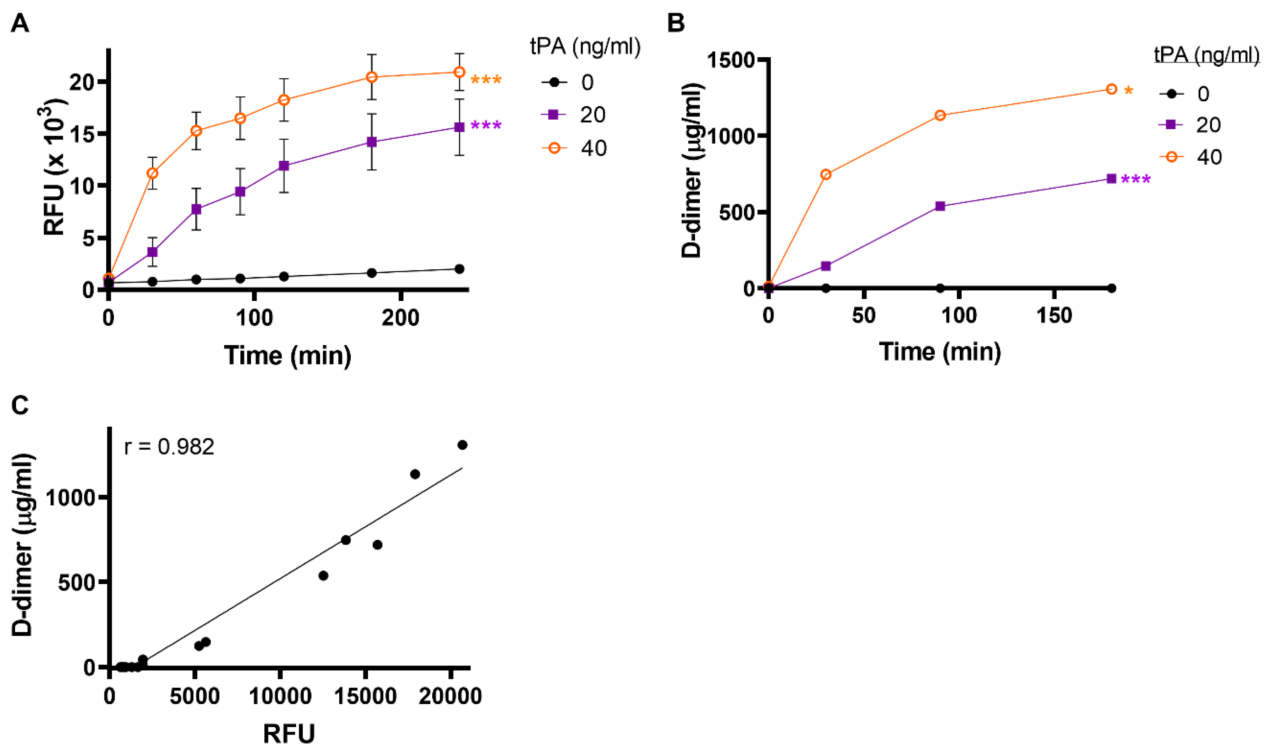 A
RFU (x 10³)
20
15
10
5
0
0
100
200
Time (min)
tPA (ng/ml)
0
20
40
***
***
B
D-dimer (µg/ml)
1500
1000
500
0
0
50
100
150
Time (min)
tPA (ng/ml)
0
20
40
*
***
C
r = 0.982
D-dimer (µg/ml)
1000
500
0
0
5000
10000
15000
20000
RFU